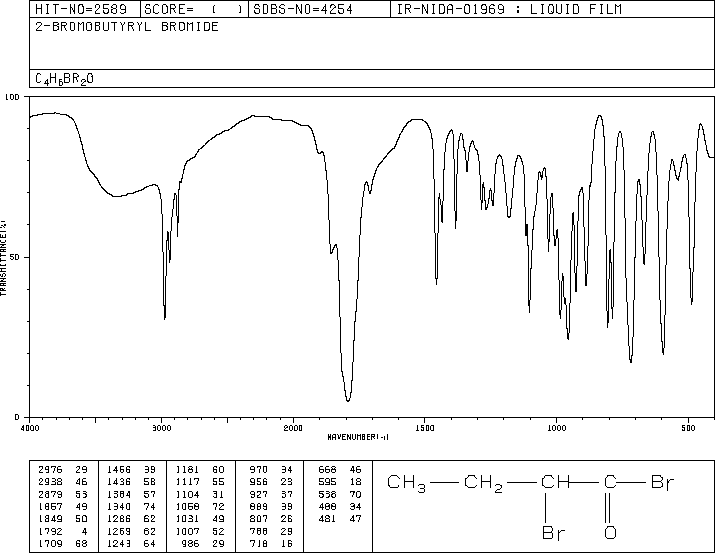 HIT-NO=2589 SCORE= ( ) SDBS-NO=4254 IR-NIDA-01969 : LIQUID FILM
2-BROMOBUTYRYL BROMIDE
C4H6BR2O
100
50
0
TRANSMITTANCE(%)
4000 3000 2000 1500 1000 500
WAVENUMBER(-1)
2976 29 1456 39 1181 60 970 34 668 46
2938 46 1436 58 1117 55 956 23 595 18
2879 53 1384 57 1104 31 927 37 538 70
1857 49 1340 74 1058 72 889 39 488 34
1849 50 1286 62 1031 49 807 26 481 47
1792 4 1269 62 1007 52 788 29
1709 68 1243 64 986 29 718 16
CH3 CH2 CH C Br
Br O